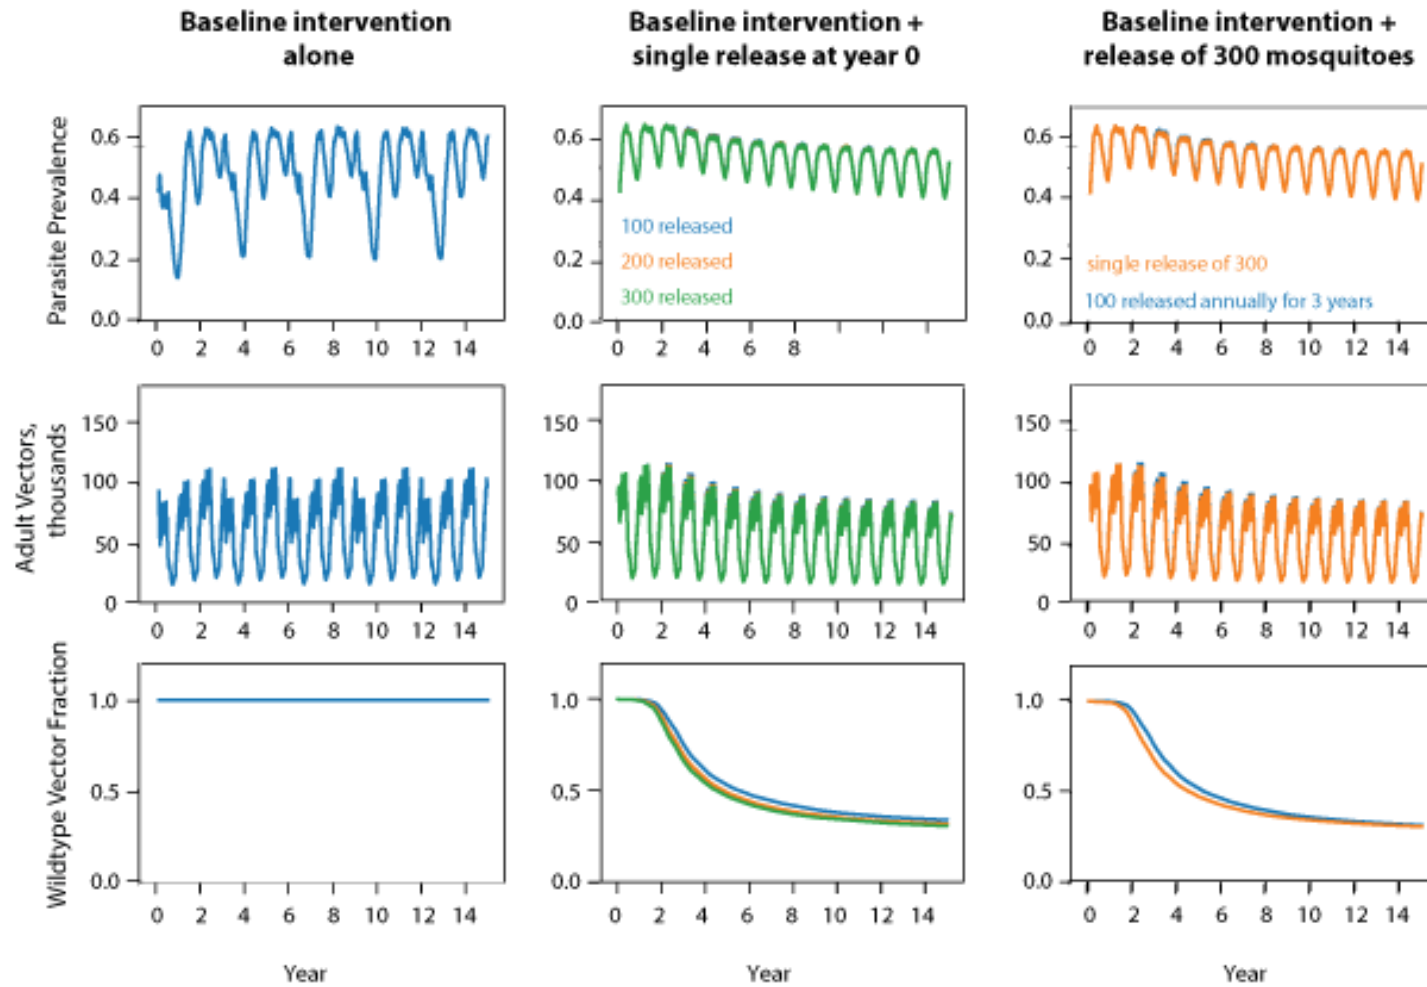 Baseline intervention
alone
Baseline intervention +
single release at year 0
Baseline intervention +
release of 300 mosquitoes
Parasite Prevalence
0.6
0.4
0.2
0.0
0 2 4 6 8 10 12 14
0.6
0.4
0.2
0.0
100 released
200 released
300 released
0 2 4 6 8
0.6
0.4
0.2
0.0
single release of 300
100 released annually for 3 years
0 2 4 6 8 10 12 14
Adult Vectors,
thousands
150
100
50
0
0 2 4 6 8 10 12 14
150
100
50
0
0 2 4 6 8 10 12 14
150
100
50
0
0 2 4 6 8 10 12 14
Wildtype Vector Fraction
1.0
0.5
0.0
0 2 4 6 8 10 12 14
1.0
0.5
0.0
0 2 4 6 8 10 12 14
1.0
0.5
0.0
0 2 4 6 8 10 12 14
Year
Year
Year